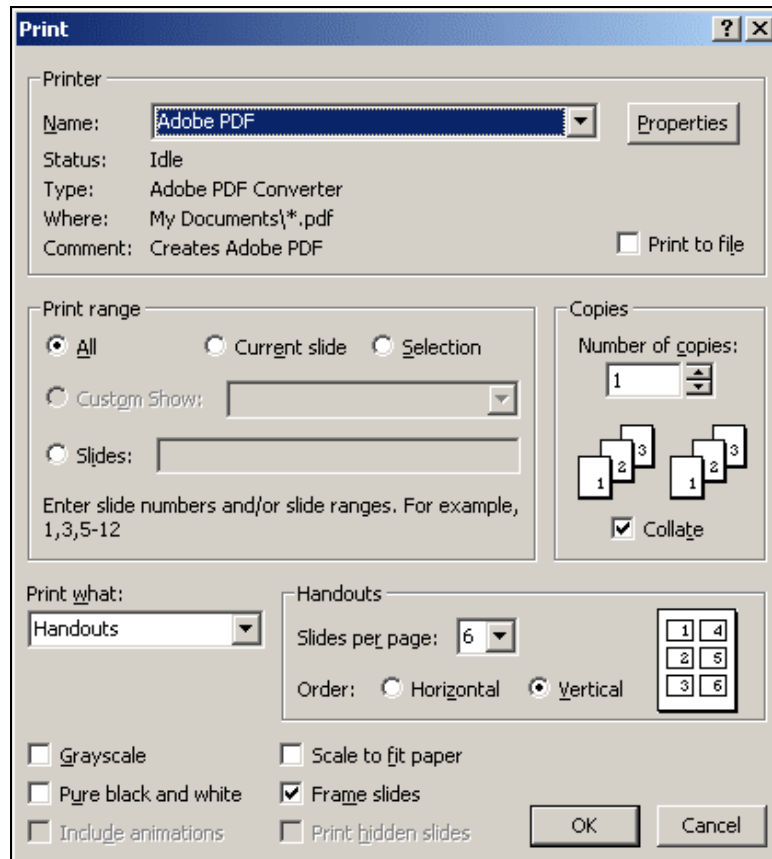 Print
Printer
Name: Adobe PDF Properties
Status: Idle
Type: Adobe PDF Converter
Where: My Documents\*.pdf
Comment: Creates Adobe PDF Print to file
Print range
All Current slide Selection
Custom Show:
Slides:
Enter slide numbers and/or slide ranges. For example,
1,3,5-12
Copies
Number of copies:
1
1 2 3 1 2 3
Collate
Print what:
Handouts
Handouts
Slides per page: 6
Order: Horizontal Vertical
1 4
2 5
3 6
Grayscale Scale to fit paper
Pure black and white Frame slides
Include animations Print hidden slides
OK Cancel